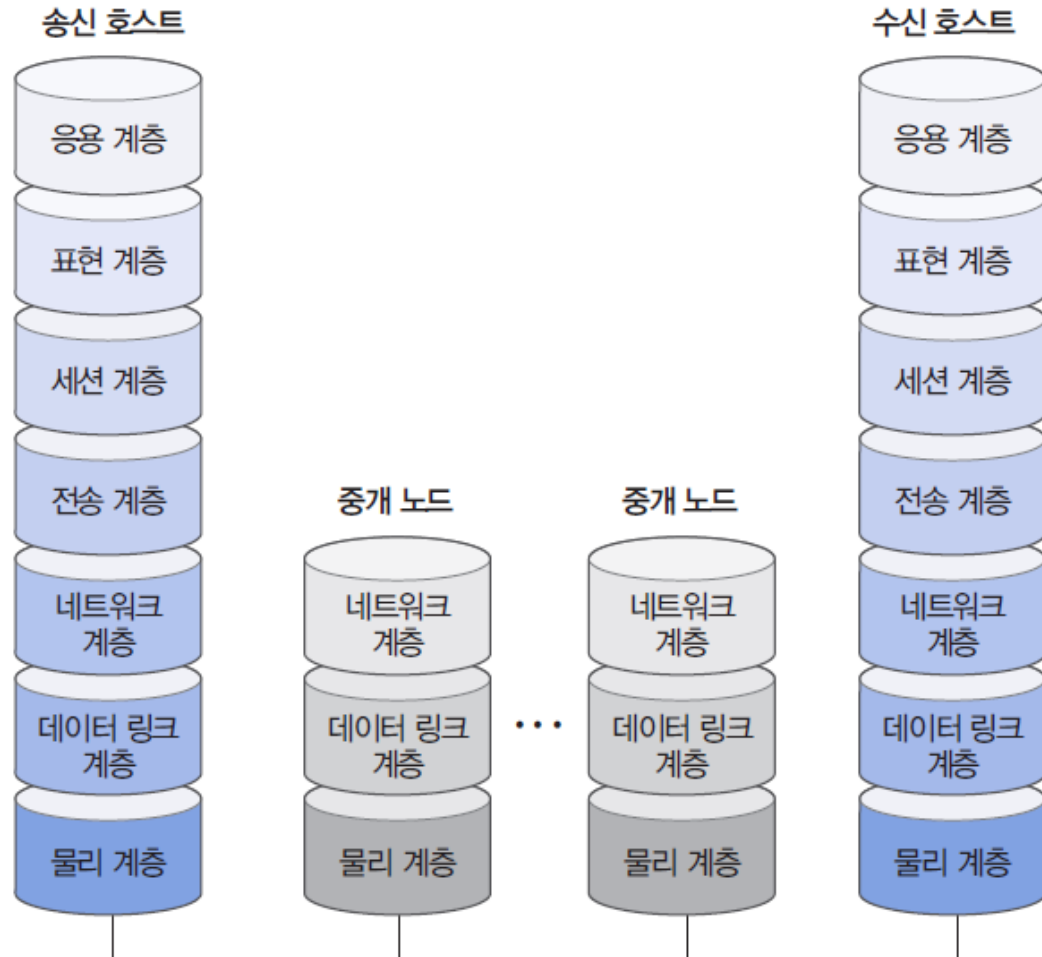 송신 호스트
수신 호스트
응용 계층
응용 계층
표현 계층
표현 계층
세션 계층
세션 계층
전송 계층
중개 노드
중개 노드
전송 계층
네트워크
계층
네트워크
계층
네트워크
계층
네트워크
계층
데이터 링크
계층
데이터 링크
계층
• • •
데이터 링크
계층
데이터 링크
계층
물리 계층
물리 계층
물리 계층
물리 계층